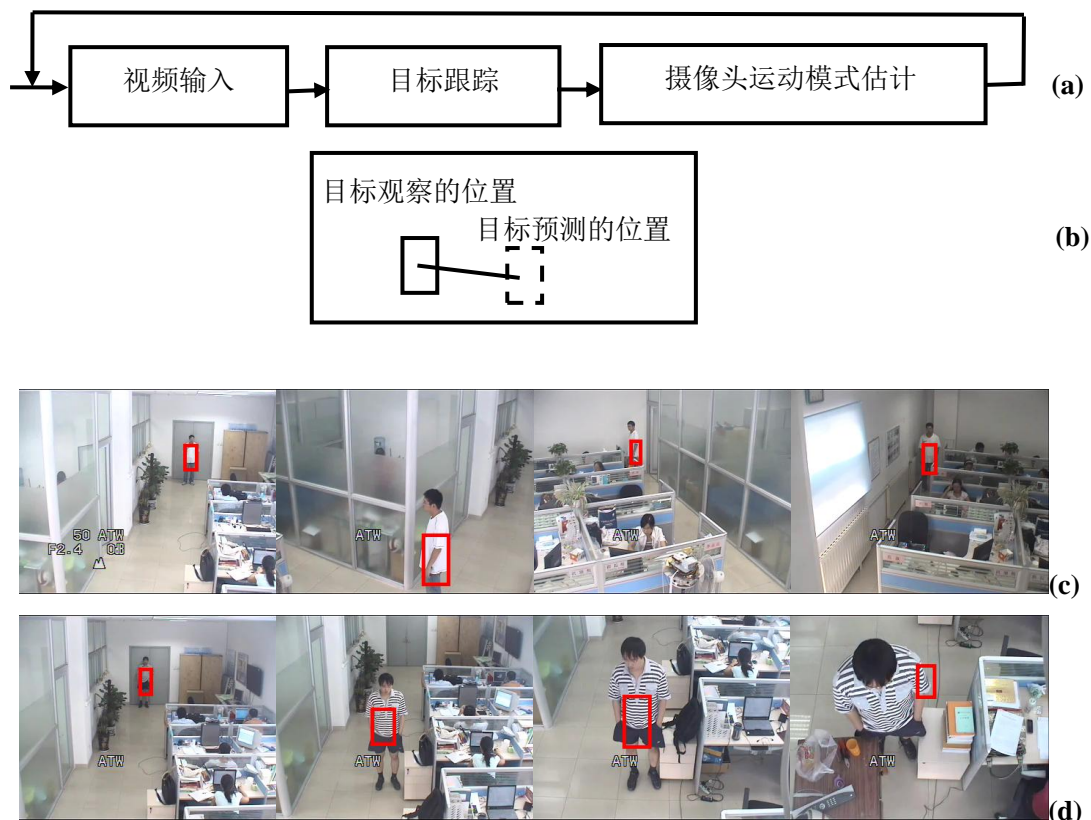 视频输入
目标跟踪
摄像头运动模式估计
(a)
目标观察的位置
目标预测的位置
(b)
50 ATW
F2.4
ATW
ATW
ATW
(c)
ATW
ATW
ATW
ATW
(d)